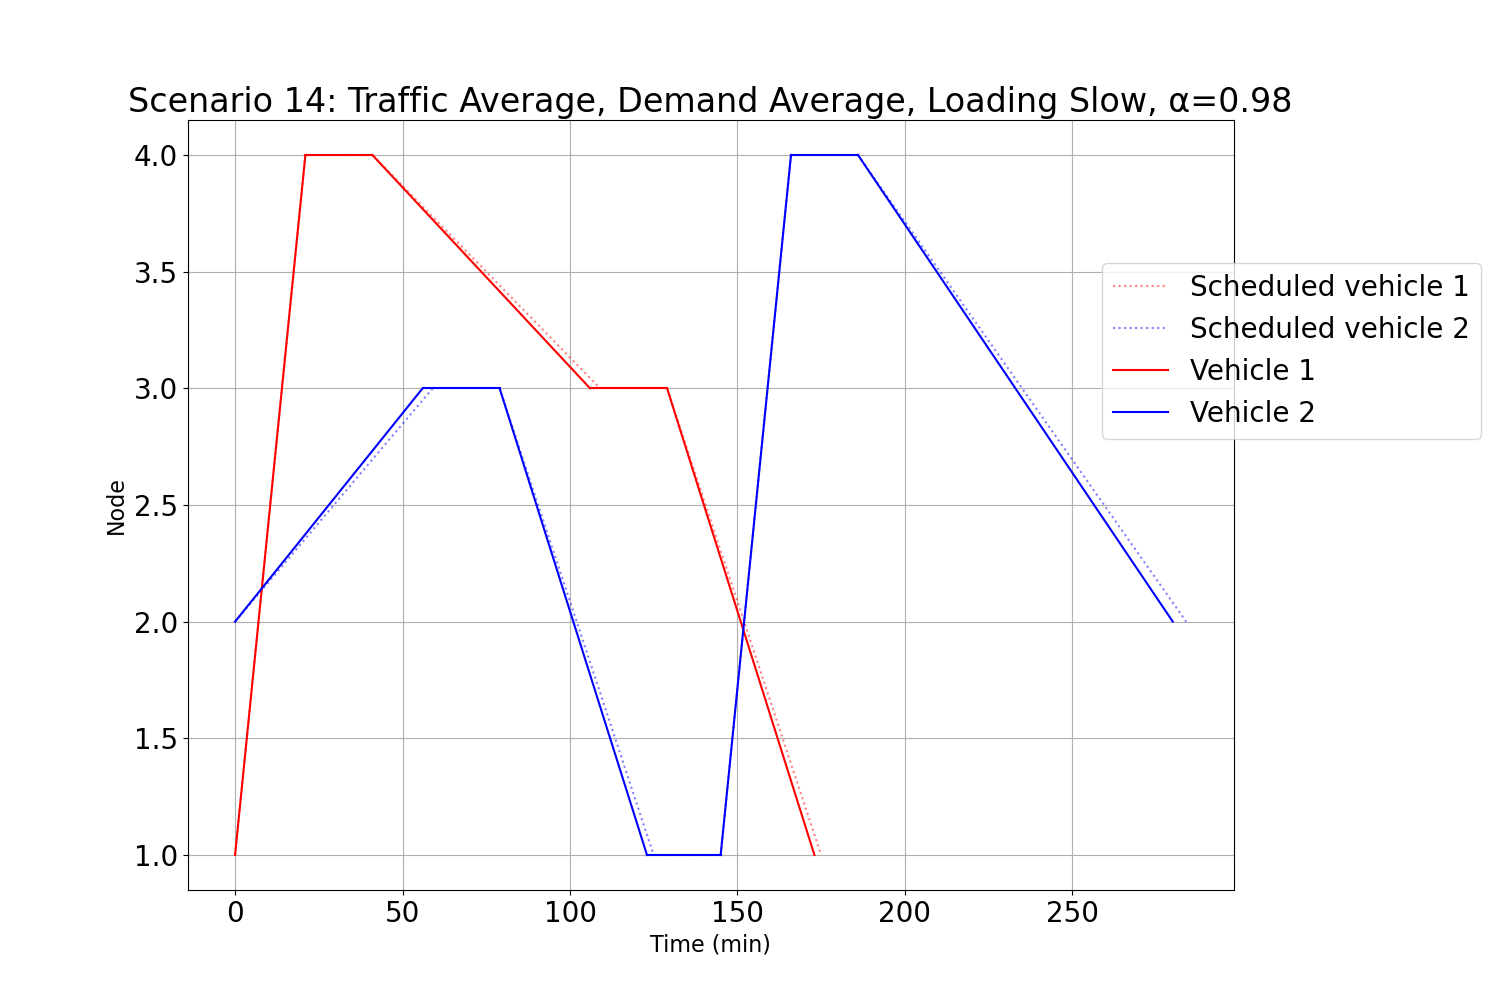 Scenario 14: Traffic Average, Demand Average, Loading Slow, α=0.98
4.0
3.5
3.0
2.5
2.0
1.5
1.0
Node
0 50 100 150 200 250
Time (min)
Scheduled vehicle 1
Scheduled vehicle 2
Vehicle 1
Vehicle 2